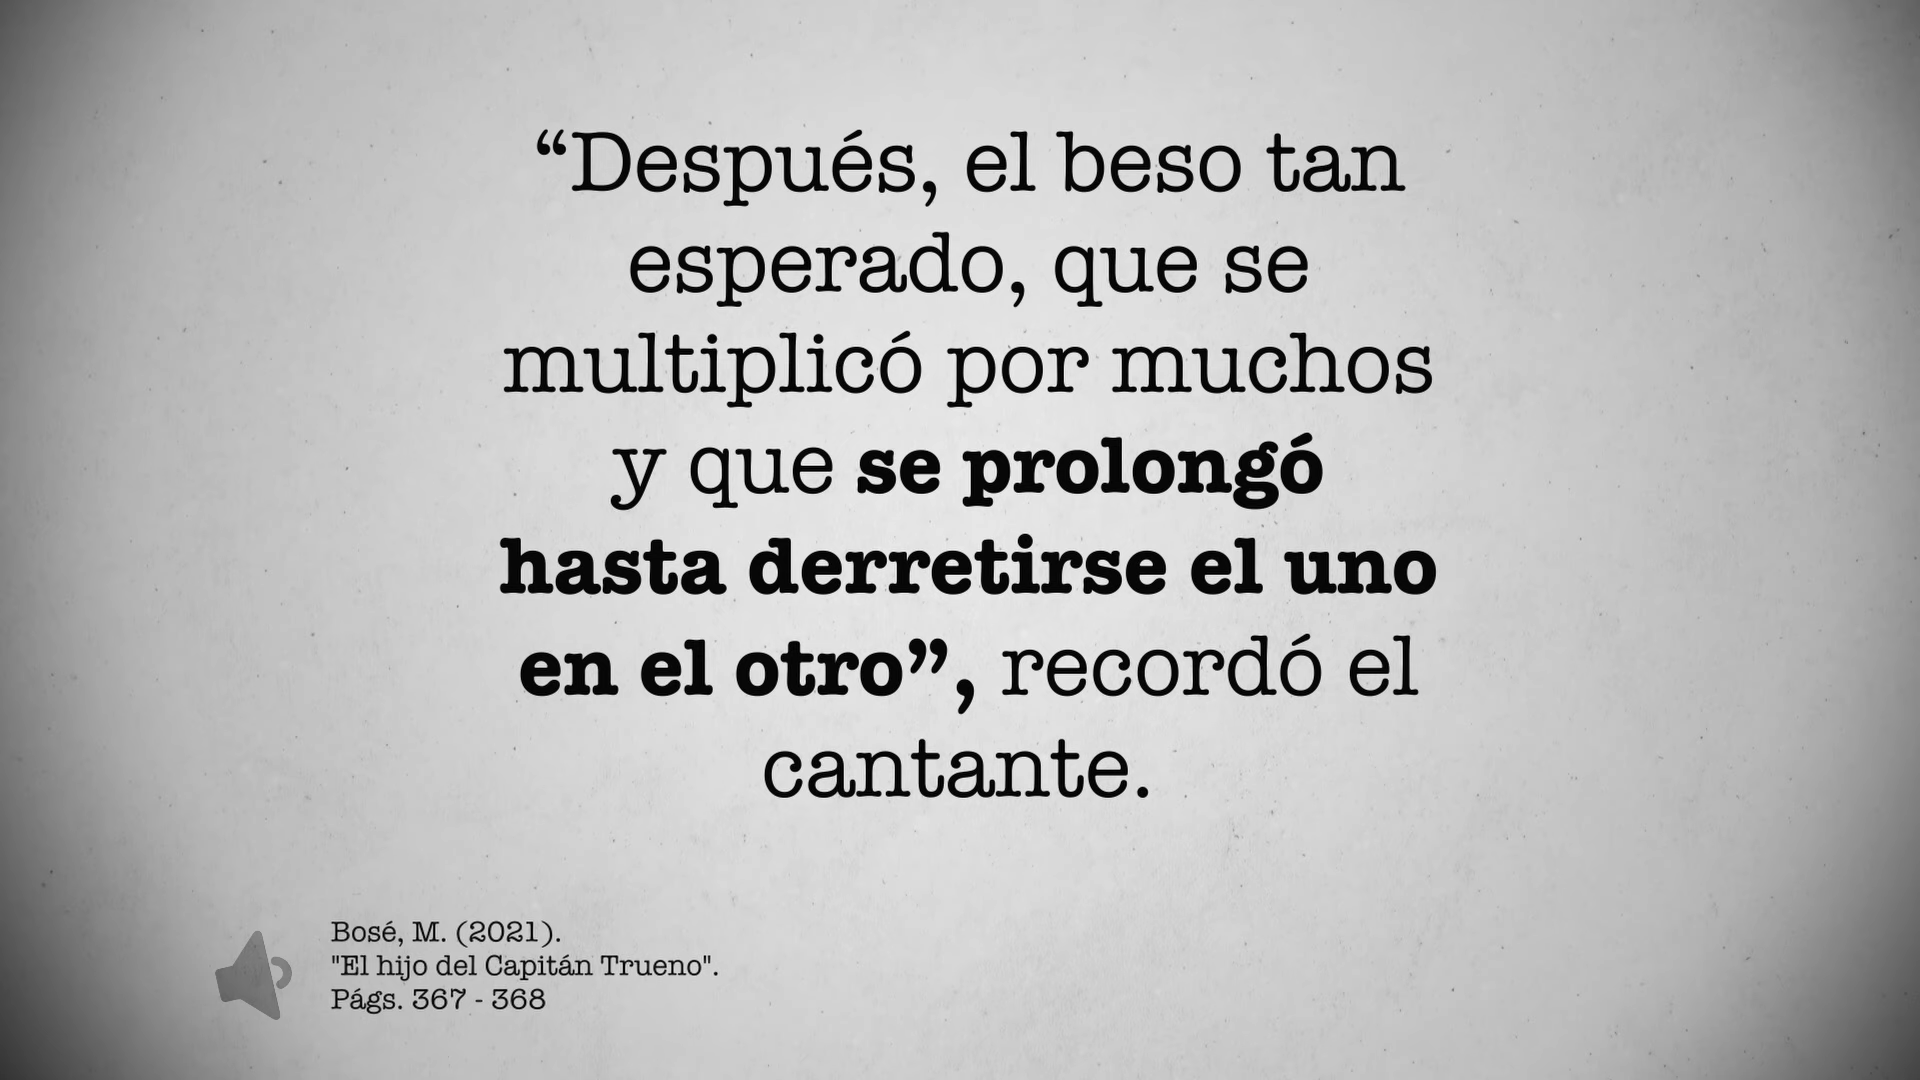 “Después, el beso tan
esperado, que se
multiplicó por muchos
y que se prolongó
hasta derretirse el uno
en el otro”, recordó el
cantante.
Bosé, M. (2021).
"El hijo del Capitán Trueno".
Págs. 367 - 368